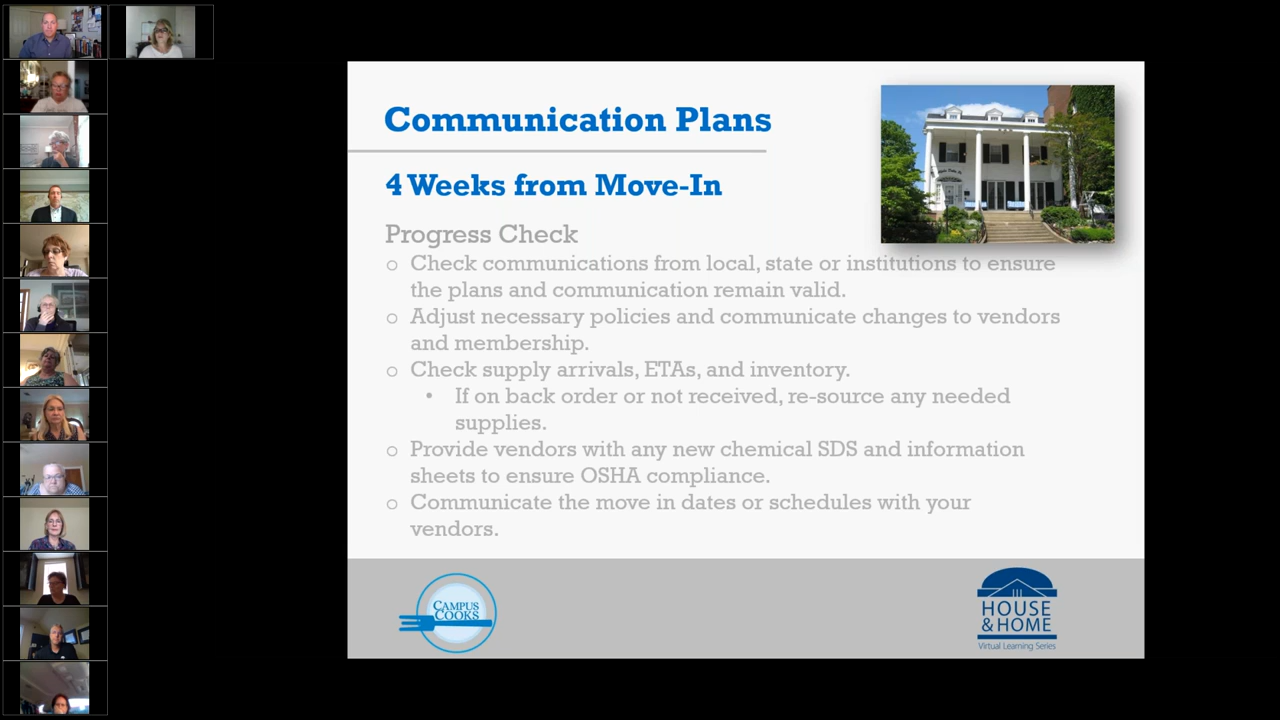 Communication Plans
4 Weeks from Move-In
Progress Check
Check communications from local, state or institutions to ensure
the plans and communication remain valid.
Adjust necessary policies and communicate changes to vendors
and membership.
Check supply arrivals, ETAs, and inventory.
If on back order or not received, re-source any needed
supplies.
Provide vendors with any new chemical SDS and information
sheets to ensure OSHA compliance.
Communicate the move in dates or schedules with your
vendors.
CAMPUS
COOKS
HOUSE
& HOME
Virtual Learning Series